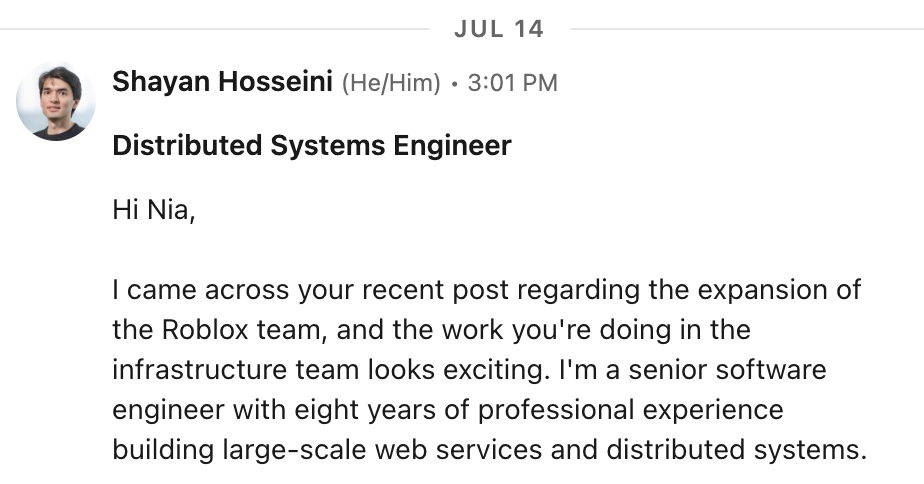 JUL 14
Shayan Hosseini (He/Him) • 3:01 PM
Distributed Systems Engineer
Hi Nia,
I came across your recent post regarding the expansion of
the Roblox team, and the work you're doing in the
infrastructure team looks exciting. I'm a senior software
engineer with eight years of professional experience
building large-scale web services and distributed systems.